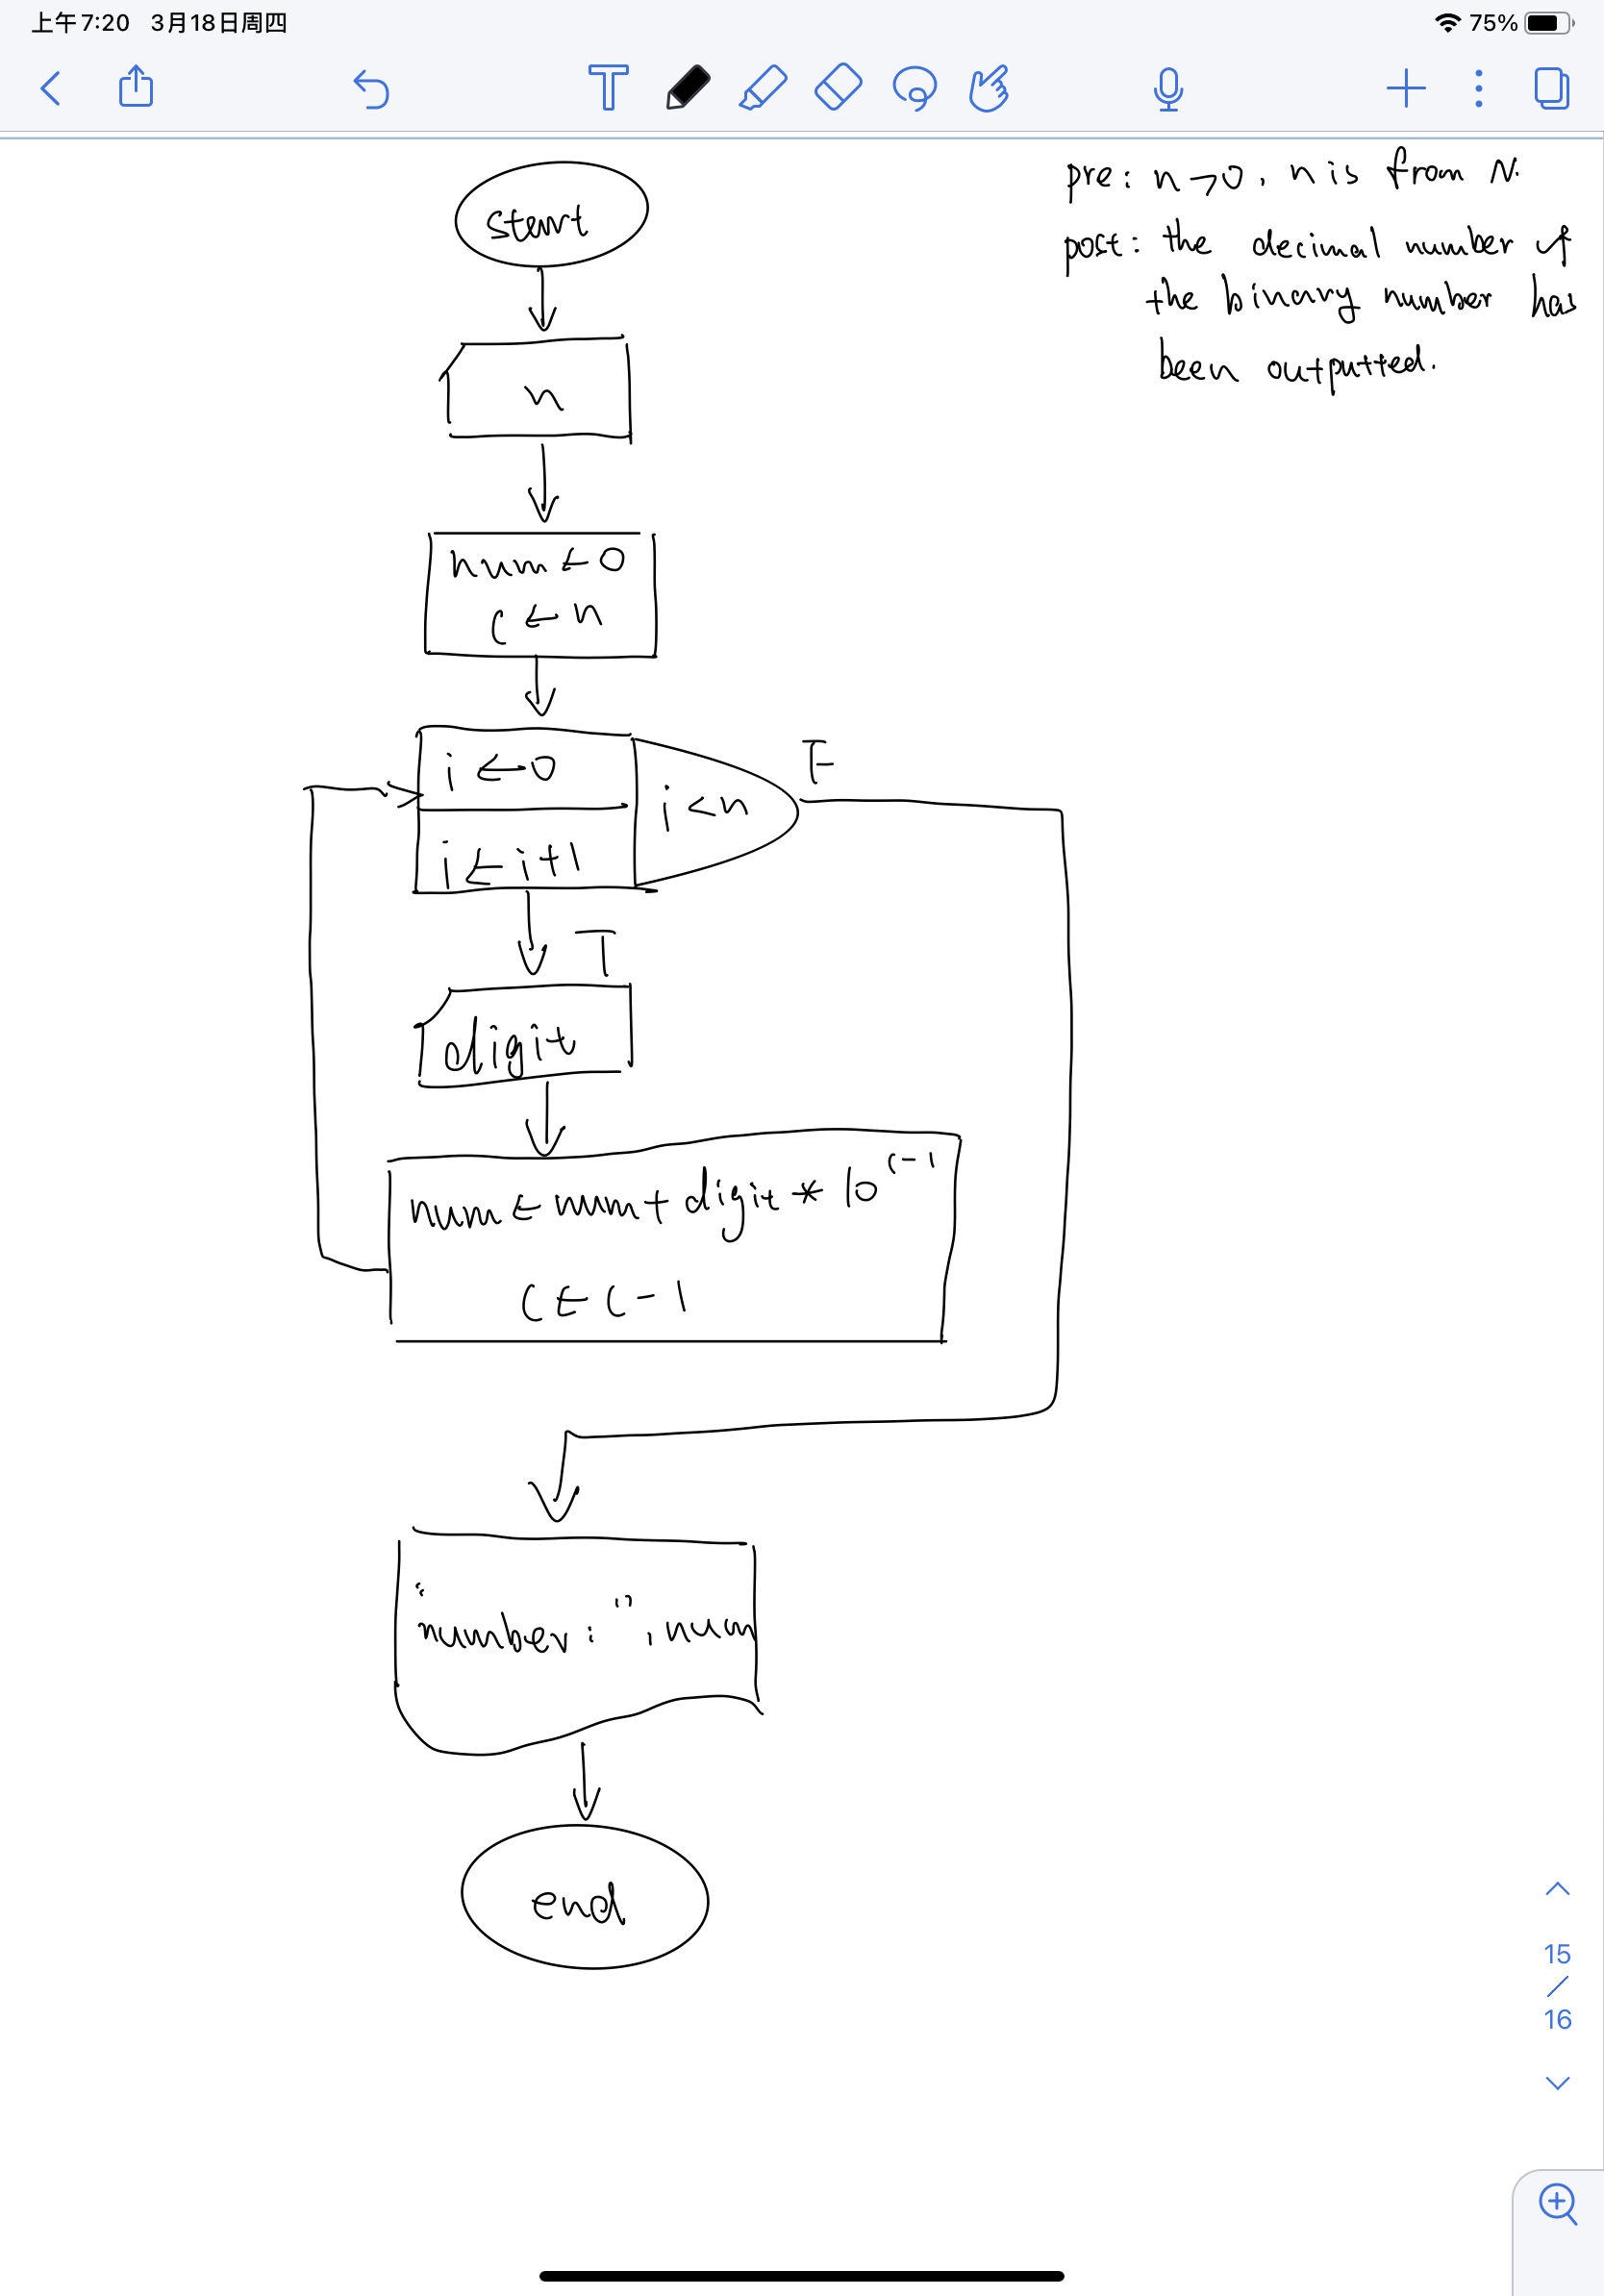 上午7:20 3月18日周四
75%
T
pre: n>0, n is from N.
post: the decimal number of
the binary number has
been outputted.
start
n
num ← 0
c ← n
i ← 0
i < n
F
i ← i+1
T
digit
num ← num + digit * 10^(c-1)
c ← c - 1
"number: ", num
end
15
/
16